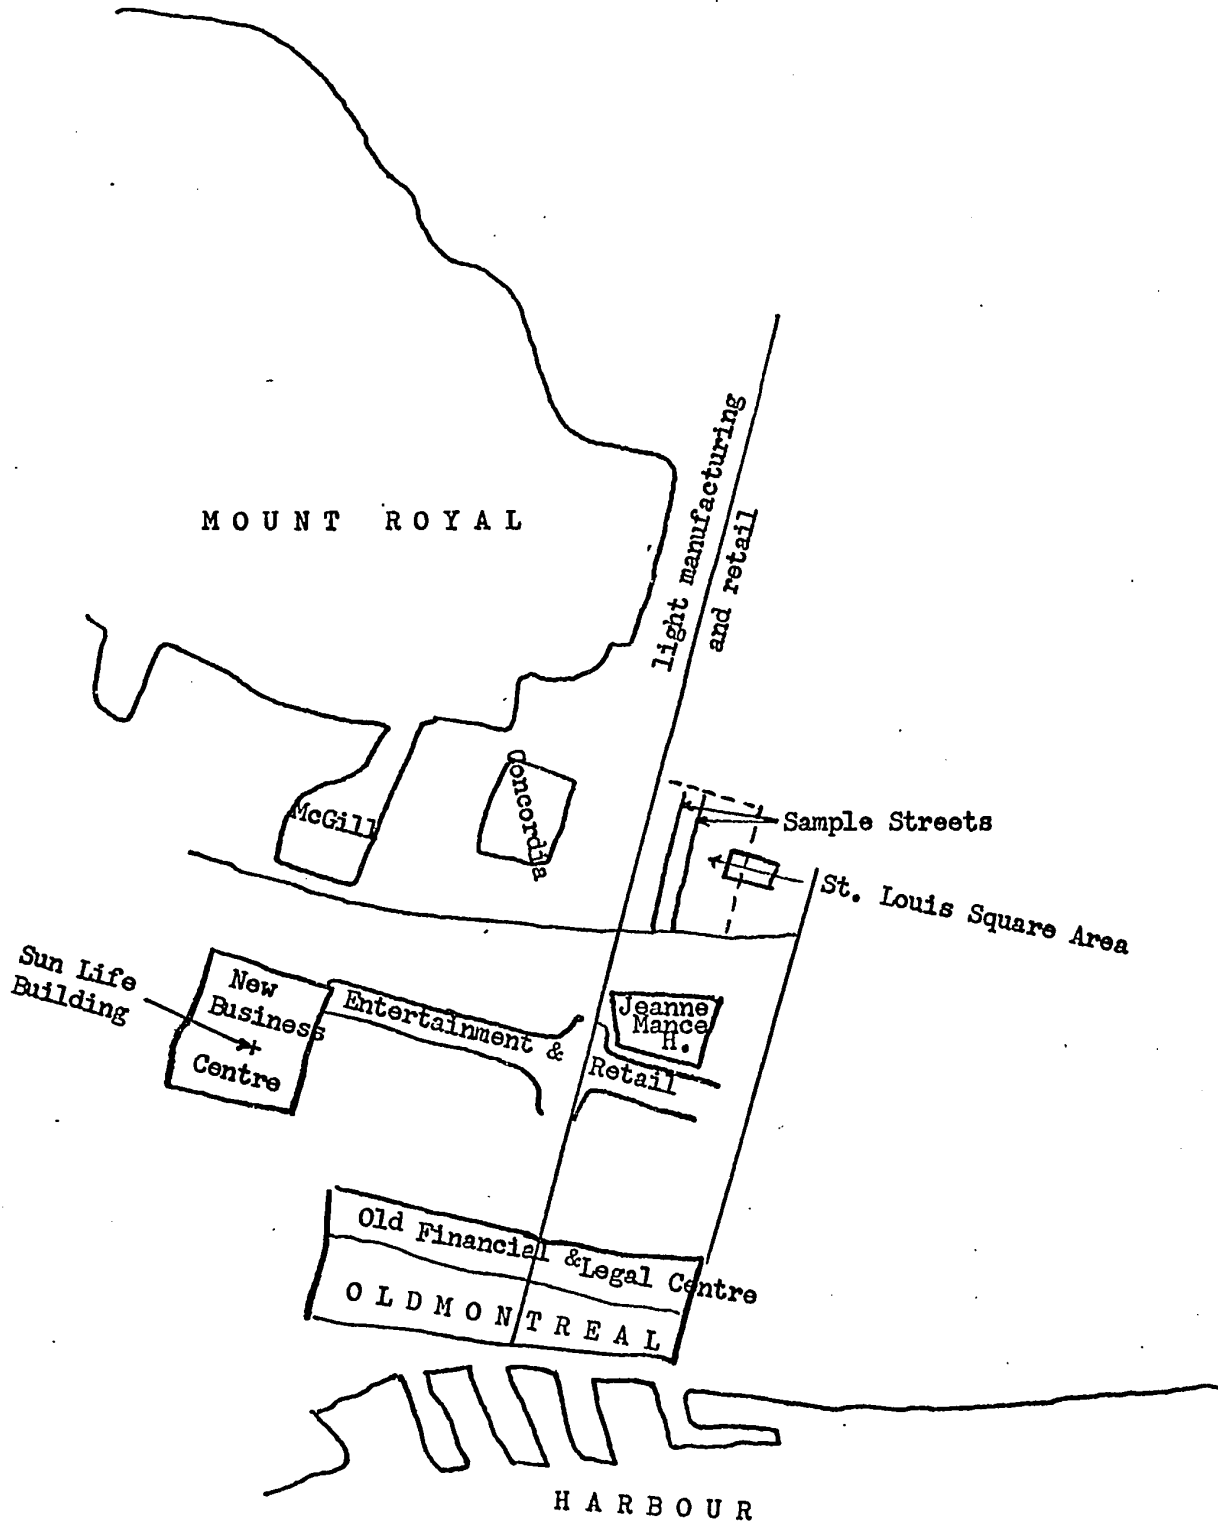 MOUNT ROYAL
light manufacturing
and retail
McGill
Concordia
Sample Streets
St. Louis Square Area
Sun Life
Building
New
Business
Centre
Entertainment &
Retail
Jeanne
Mance
H.
Old Financial &Legal Centre
OLDMONTREAL
HARBOUR